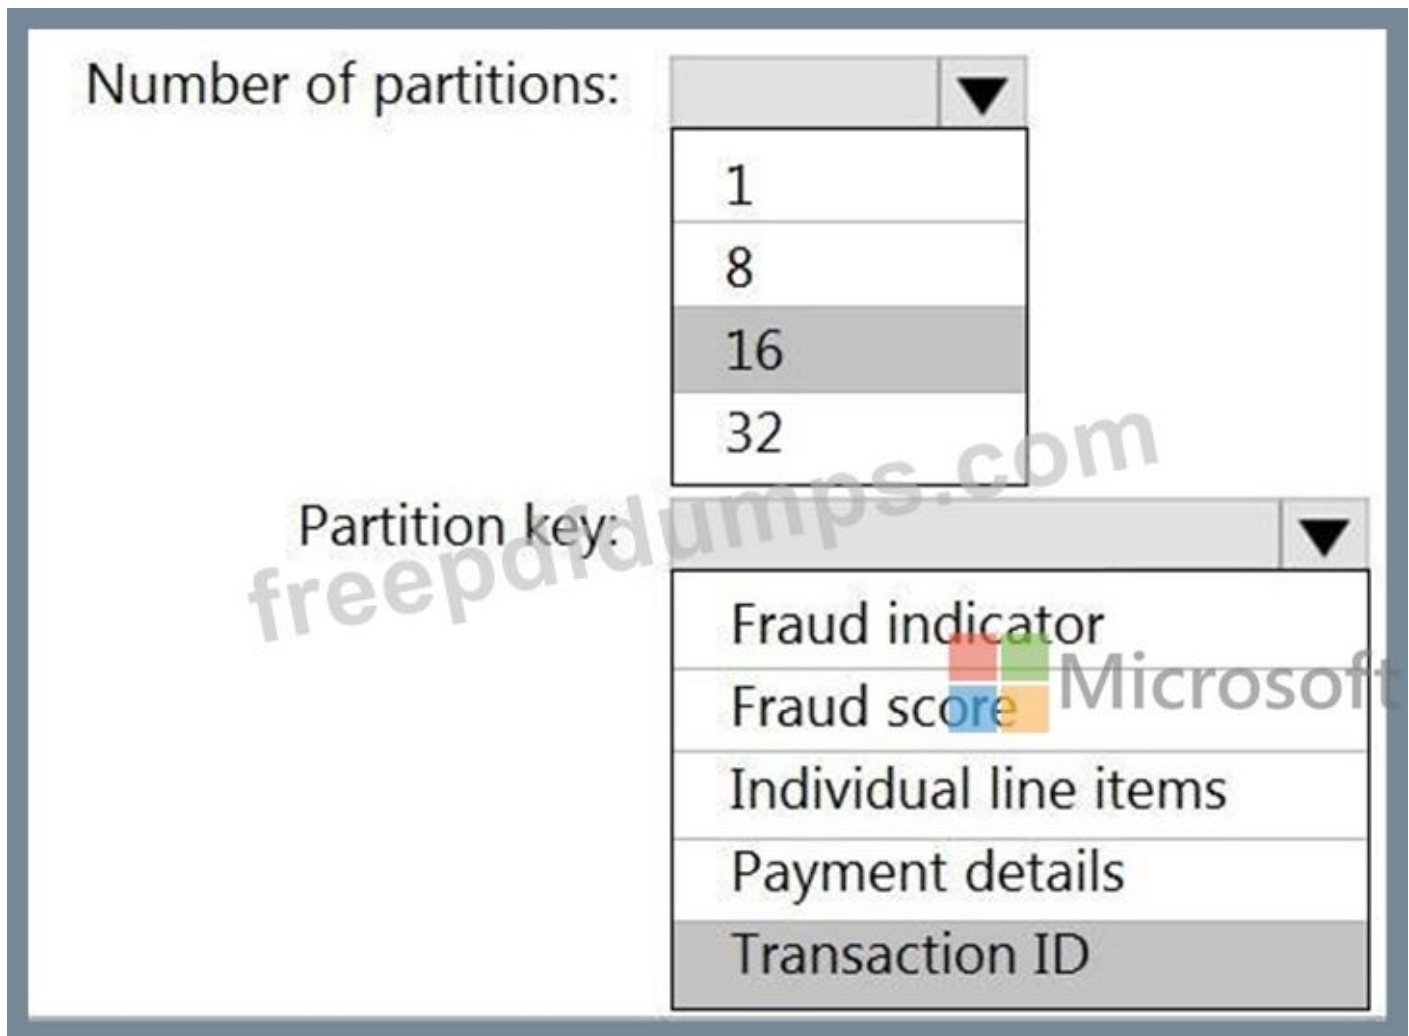 Number of partitions:
1
8
16
32
Partition key:
Fraud indicator
Fraud score
Individual line items
Payment details
Transaction ID
freepdfdumps.com
Microsoft